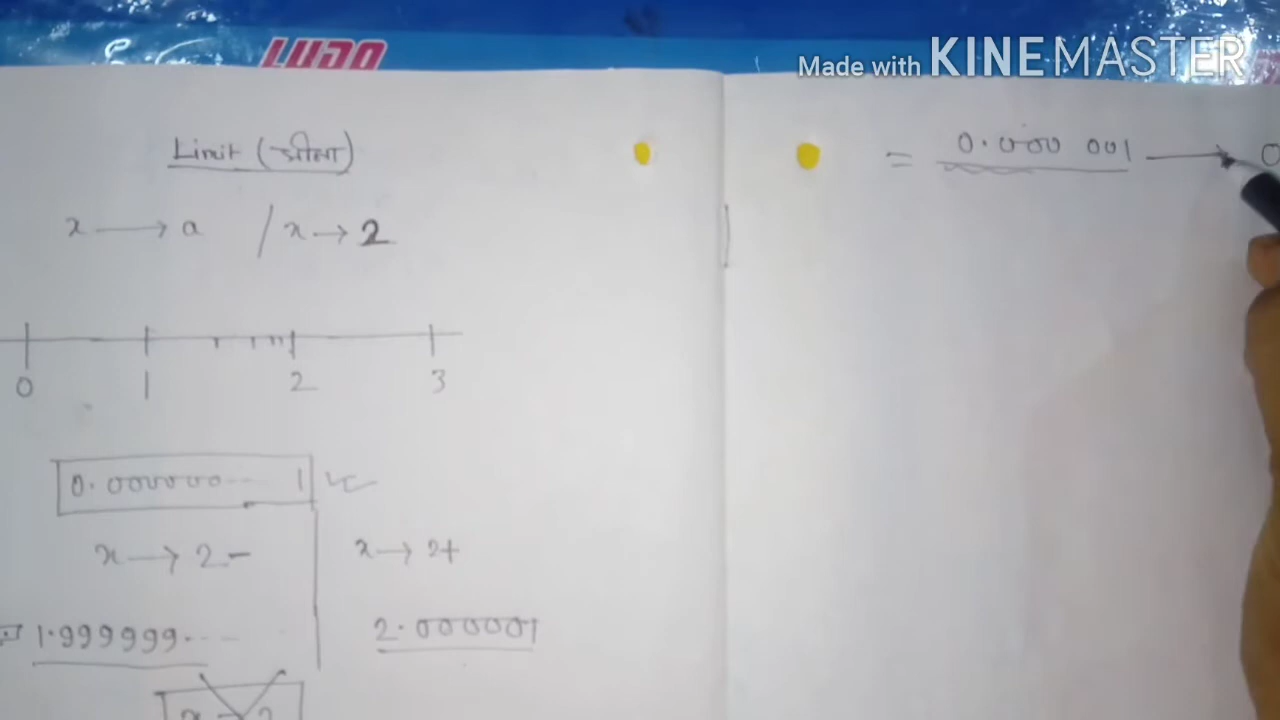 LUDO
Made with KINEMASTER
Limit (सीमा)
x → a / x → 2
0 1 2 3
0.000000-- 1
x → 2- x → 2+
1.999999.--- 2.000001
= 0.000 001 → 0